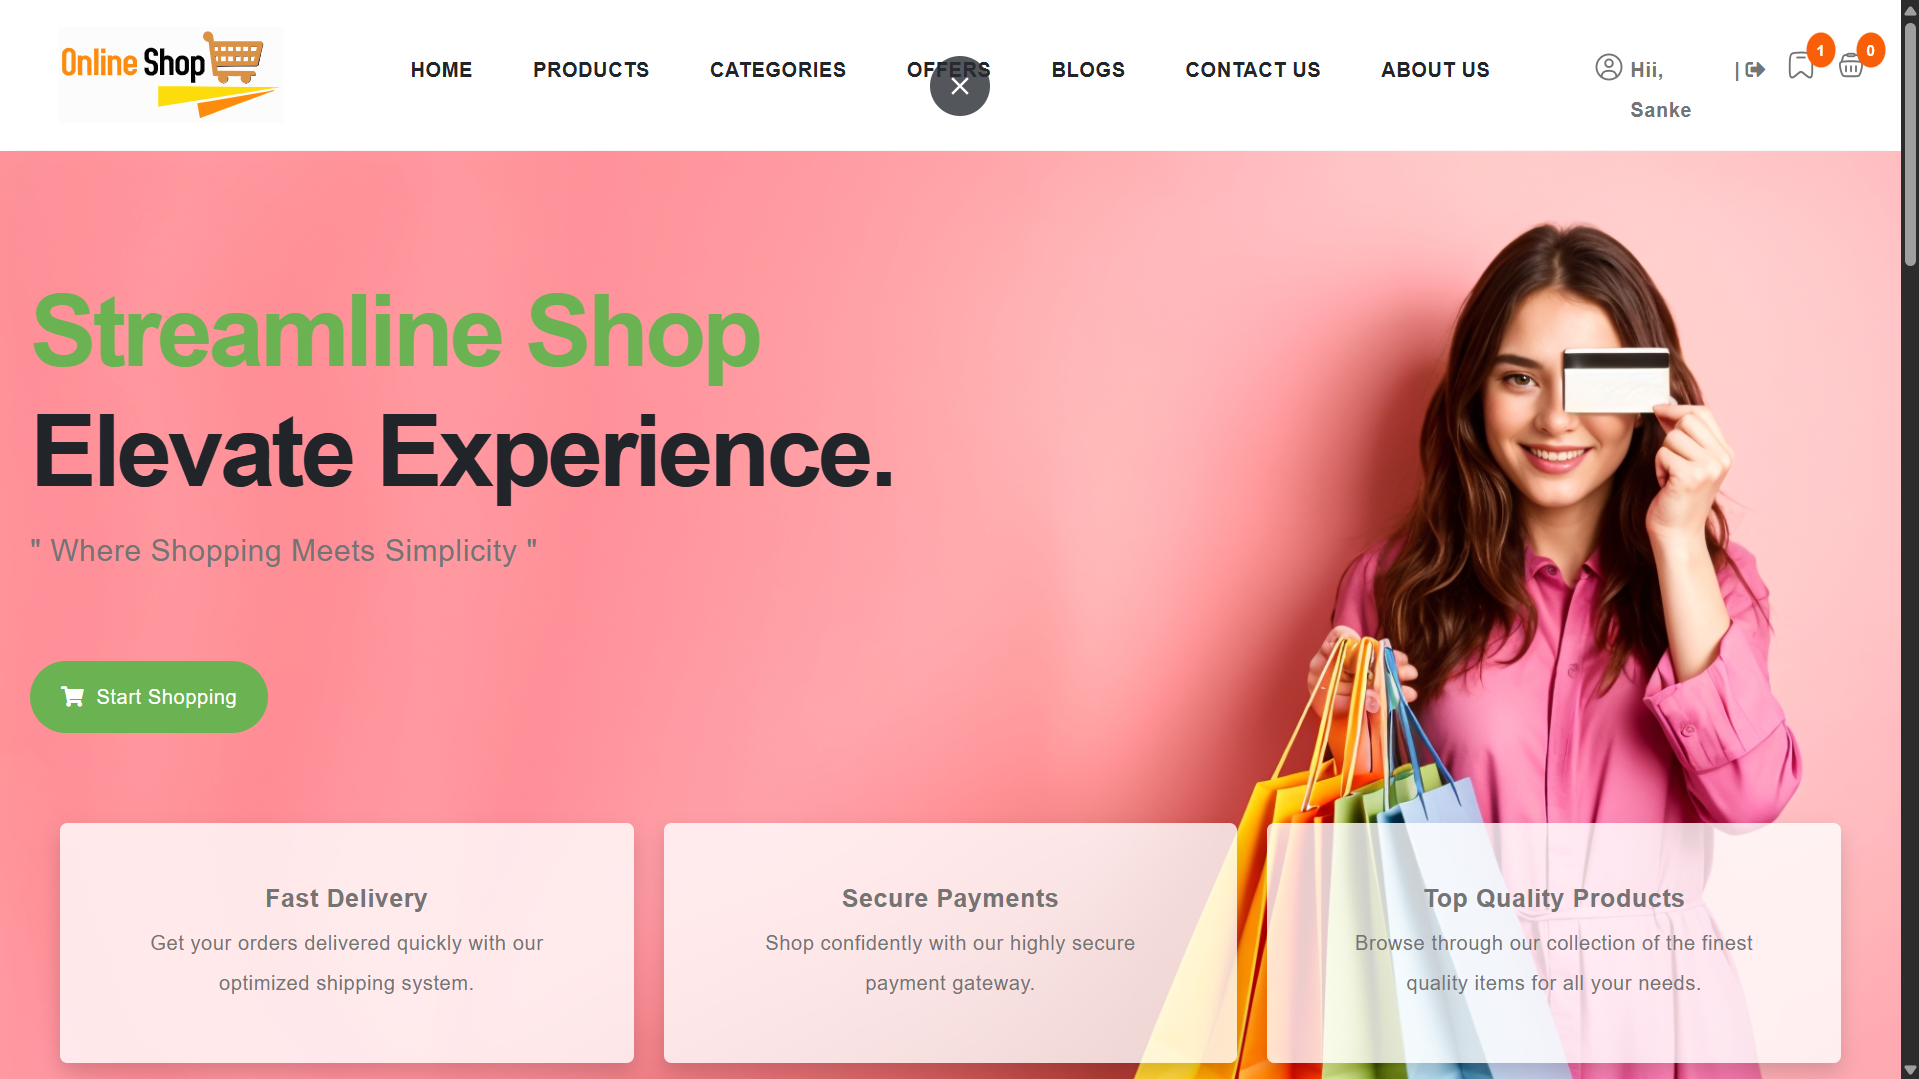 Online Shop
HOME PRODUCTS CATEGORIES OFFERS BLOGS CONTACT US ABOUT US
Hii,
Sanke
|
1
0
Streamline Shop
Elevate Experience.
" Where Shopping Meets Simplicity "
Start Shopping
Fast Delivery
Get your orders delivered quickly with our
optimized shipping system.
Secure Payments
Shop confidently with our highly secure
payment gateway.
Top Quality Products
Browse through our collection of the finest
quality items for all your needs.